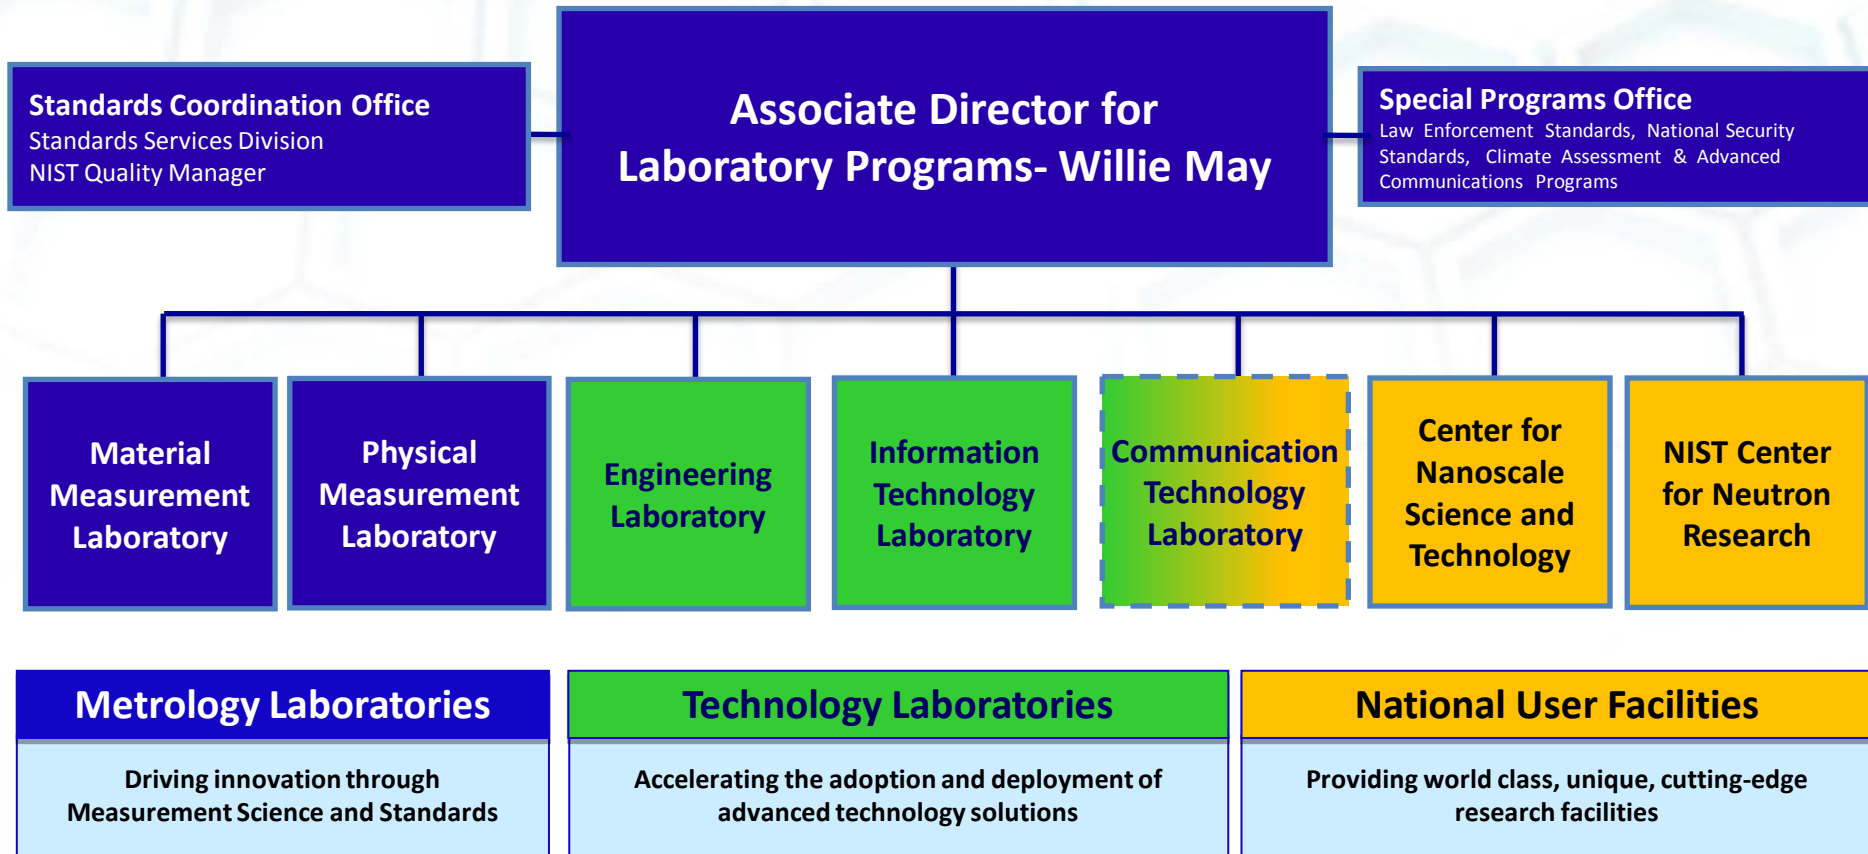 Standards Coordination Office
Standards Services Division
NIST Quality Manager
Associate Director for
Laboratory Programs- Willie May
Special Programs Office
Law Enforcement Standards, National Security
Standards, Climate Assessment & Advanced
Communications Programs
Material
Measurement
Laboratory
Physical
Measurement
Laboratory
Engineering
Laboratory
Information
Technology
Laboratory
Communication
Technology
Laboratory
Center for
Nanoscale
Science and
Technology
NIST Center
for Neutron
Research
Metrology Laboratories
Driving innovation through
Measurement Science and Standards
Technology Laboratories
Accelerating the adoption and deployment of
advanced technology solutions
National User Facilities
Providing world class, unique, cutting-edge
research facilities